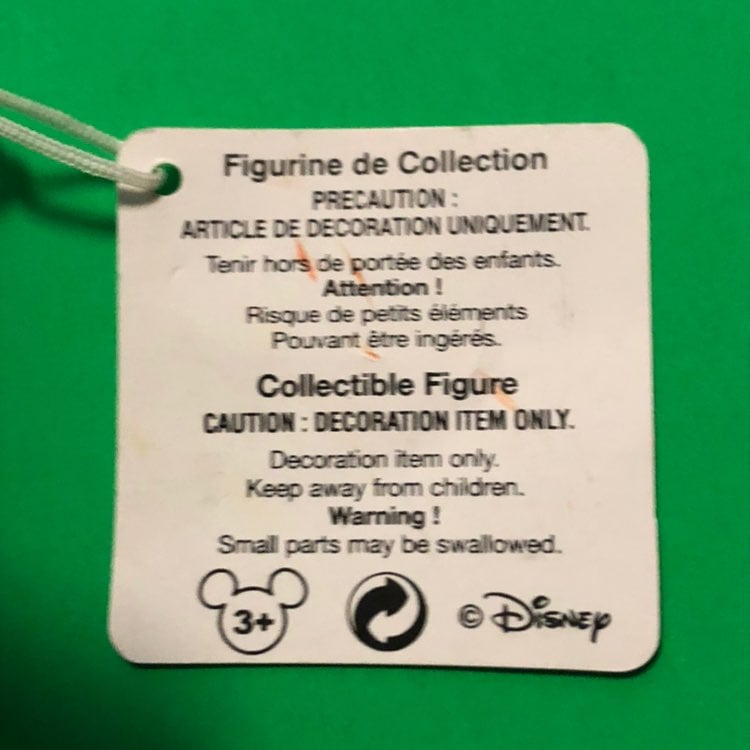 Figurine de Collection
PRECAUTION :
ARTICLE DE DECORATION UNIQUEMENT.
Tenir hors de portée des enfants.
Attention !
Risque de petits éléments
Pouvant être ingérés.
Collectible Figure
CAUTION : DECORATION ITEM ONLY.
Decoration item only.
Keep away from children.
Warning !
Small parts may be swallowed.
3+ © Disney